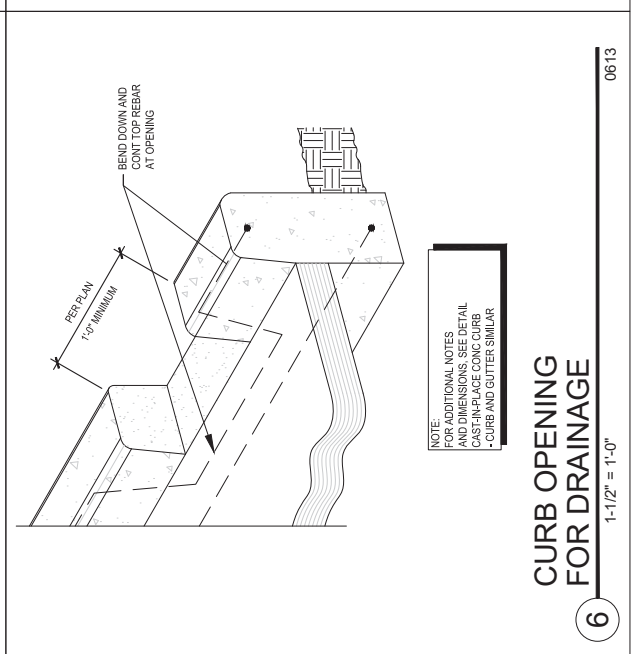 PER PLAN
1'-0" MINIMUM
BEND DOWN AND
CONT TOP REBAR
AT OPENING
NOTE:
FOR ADDITIONAL NOTES
AND DIMENSIONS, SEE DETAIL
CAST-IN-PLACE CONC CURB
- CURB AND GUTTER SIMILAR
6
CURB OPENING
FOR DRAINAGE
1-1/2" = 1'-0"
0613